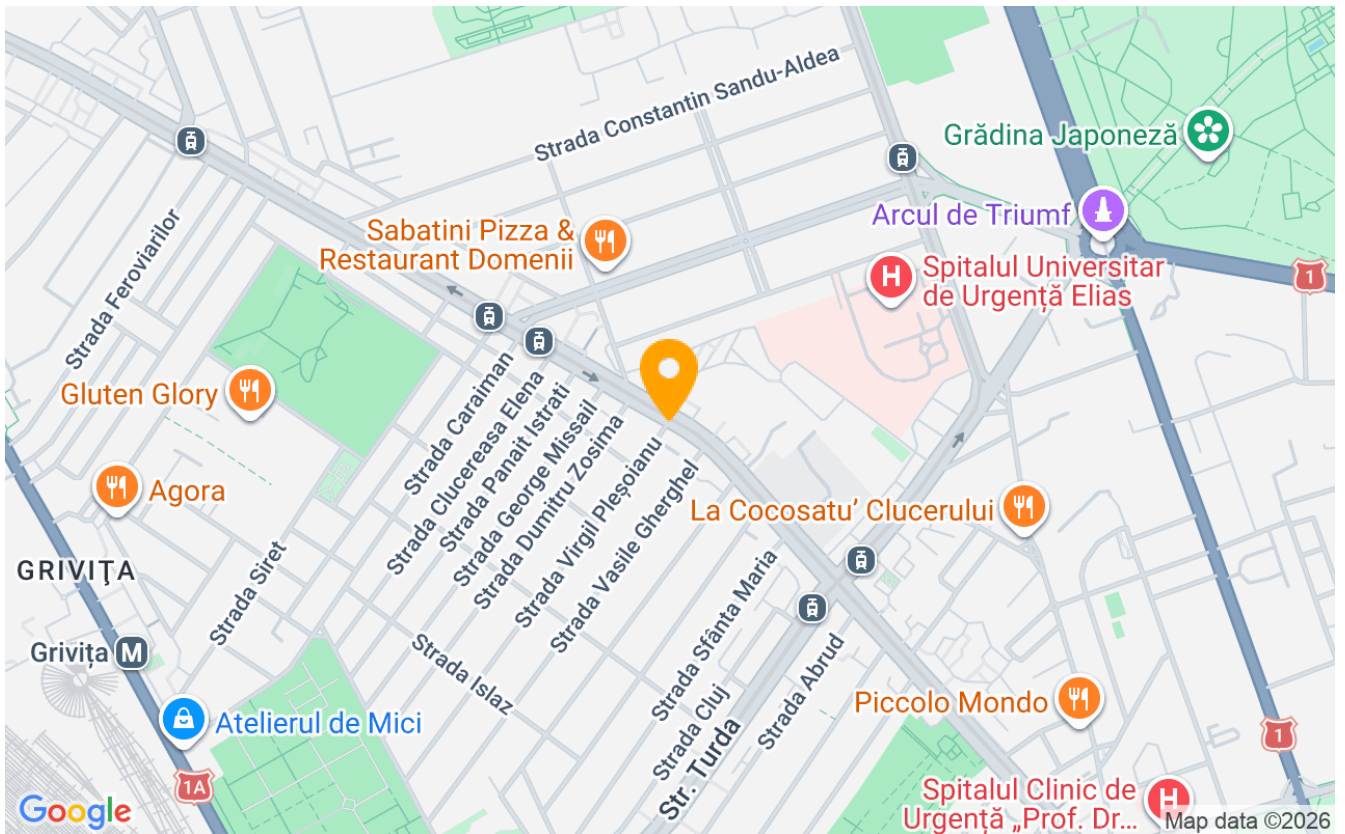 Strada Constantin Sandu-Aldea
Grădina Japoneză
Arcul de Triumf
Sabatini Pizza &
Restaurant Domenii
Spitalul Universitar
de Urgență Elias
1
Strada Feroviarilor
Gluten Glory
Strada Caraiman
Strada Clucereasa Elena
Strada Panait Istrati
Strada George Missail
Strada Dumitru Zosima
Strada Virgil Pleșoianu
Strada Vasile Gherghel
Agora
La Cocosatu’ Clucerului
GRIVIȚA
Strada Siret
Grivița M
Strada Islaz
Strada Sfânta Maria
Strada Cluj
Str. Turda
Strada Abrud
Piccolo Mondo
Atelierul de Mici
1
1A
Spitalul Clinic de
Urgență „Prof. Dr...
H
H
Google
Map data ©2026